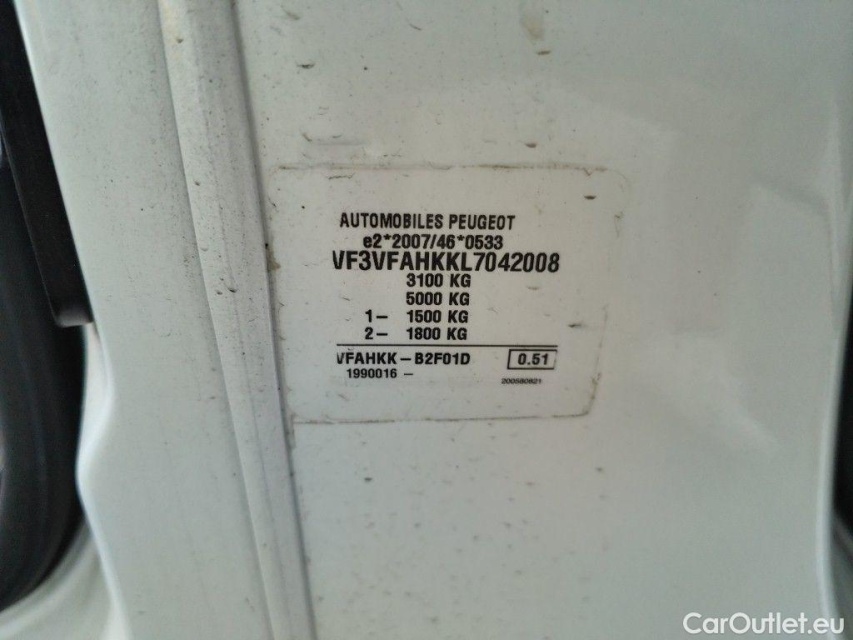 AUTOMOBILES PEUGEOT
e2*2007/46*0533
VF3VFAHKKL7042008
3100 KG
5000 KG
1- 1500 KG
2- 1800 KG
VFAHKK-B2F01D 0.51
1990016 -
200580821
CarOutlet.eu